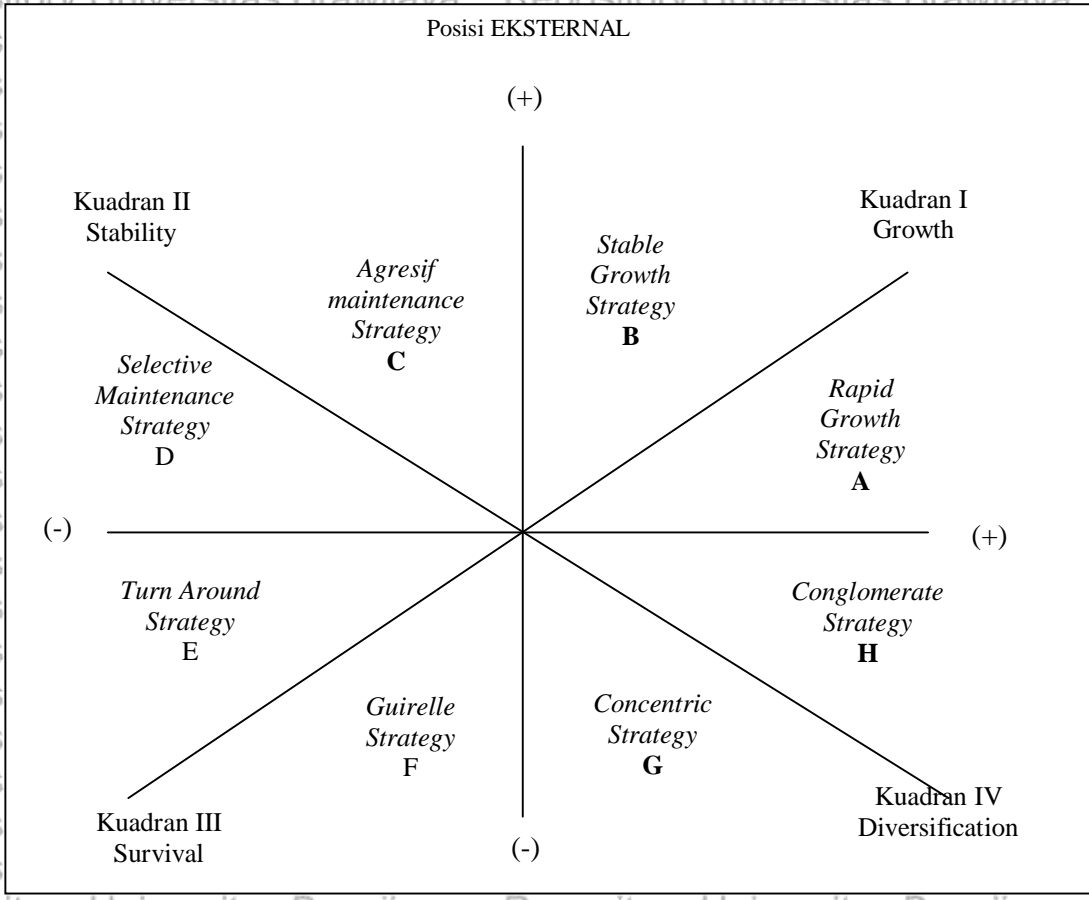 Posisi EKSTERNAL
(+)
Kuadran II
Stability
Kuadran I
Growth
Agresif
maintenance
Strategy
C
Stable
Growth
Strategy
B
Selective
Maintenance
Strategy
D
Rapid
Growth
Strategy
A
(-)
(+)
Turn Around
Strategy
E
Conglomerate
Strategy
H
Guirelle
Strategy
F
Concentric
Strategy
G
Kuadran III
Survival
(-)
Kuadran IV
Diversification